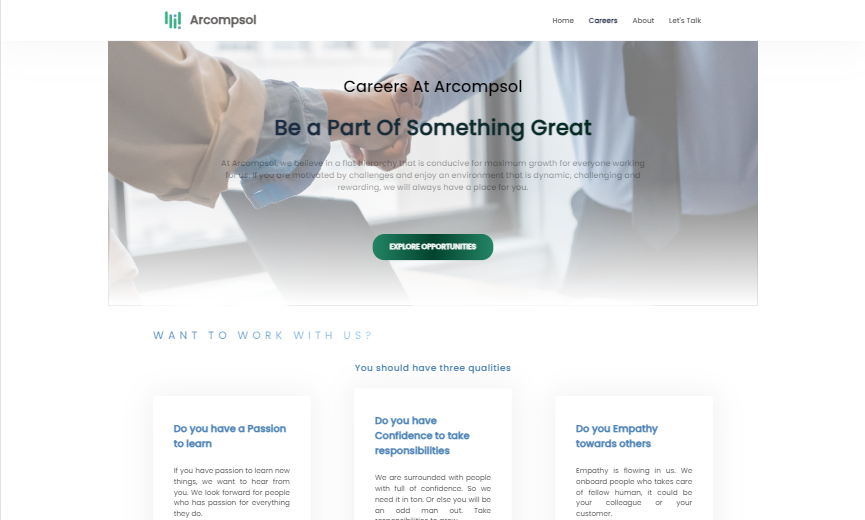 Arcompsol
Home Careers About Let's Talk
Careers At Arcompsol
Be a Part Of Something Great
At Arcompsol, we believe in a flat hierarchy that is conducive for maximum growth for everyone working
for us. If you are motivated by challenges and enjoy an environment that is dynamic, challenging and
rewarding, we will always have a place for you.
EXPLORE OPPORTUNITIES
WANT TO WORK WITH US?
You should have three qualities
Do you have a Passion
to learn
If you have passion to learn new
things, we want to hear from
you. We look forward for people
who has passion for everything
they do.
Do you have
Confidence to take
responsibilities
We are surrounded with people
with full of confidence. So we
need it in ton. Or else you will be
an odd man out. Take
responsibilities to grow
Do you Empathy
towards others
Empathy is flowing in us. We
onboard people who takes care
of fellow human, it could be
your colleague or your
customer.